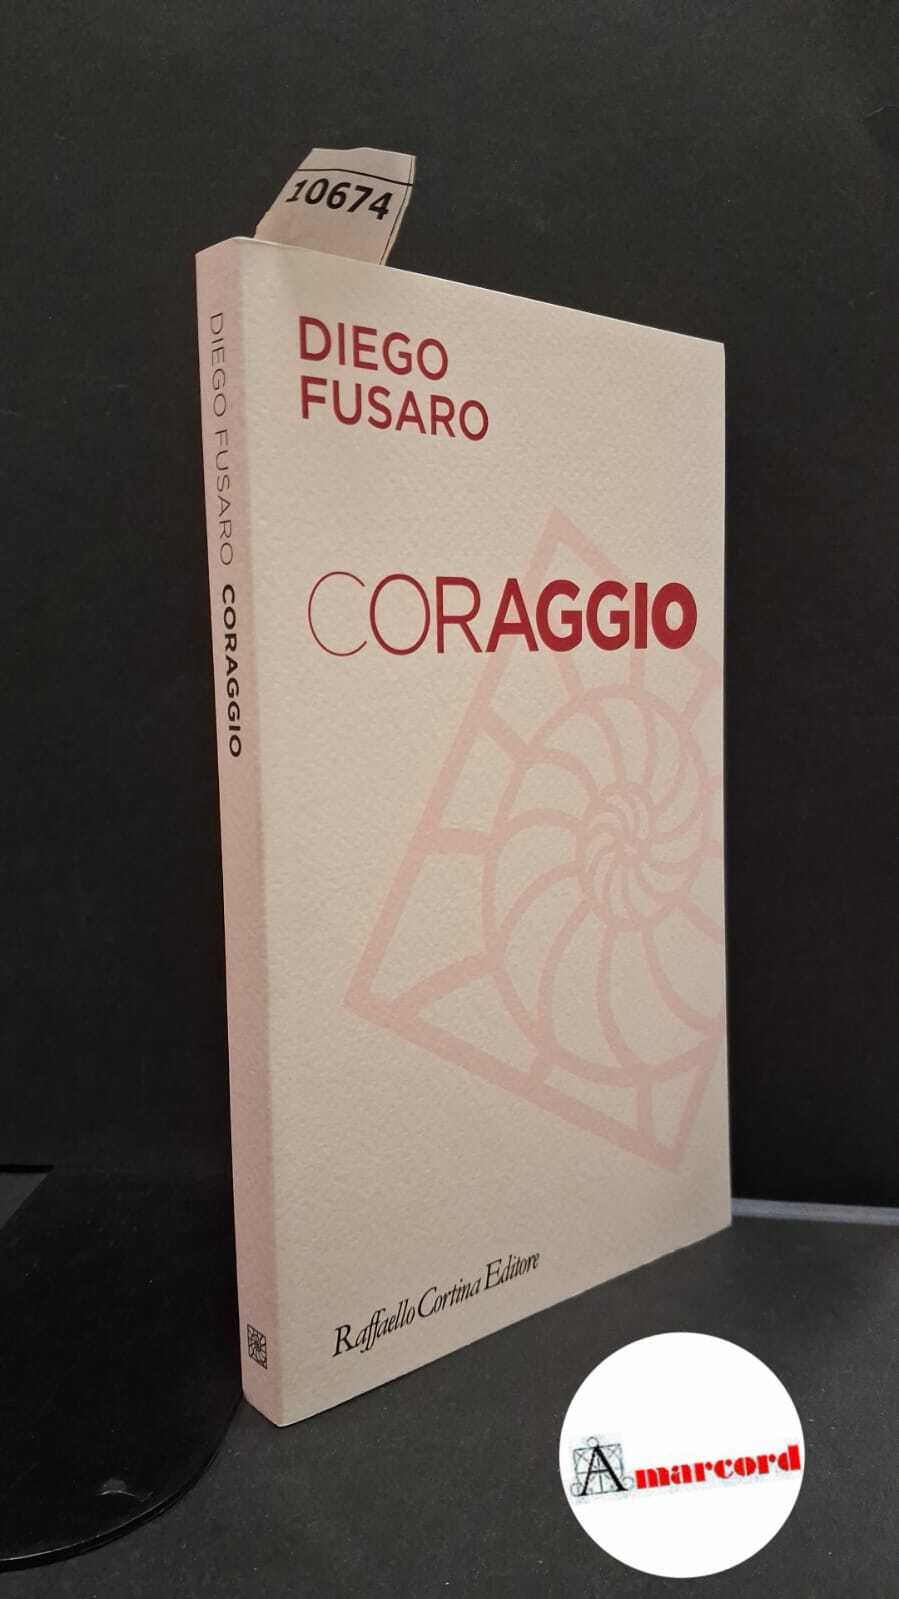 10674
DIEGO
FUSARO
CORAGGIO
Raffaello Cortina Editore
DIEGO FUSARO CORAGGIO
Amarcord